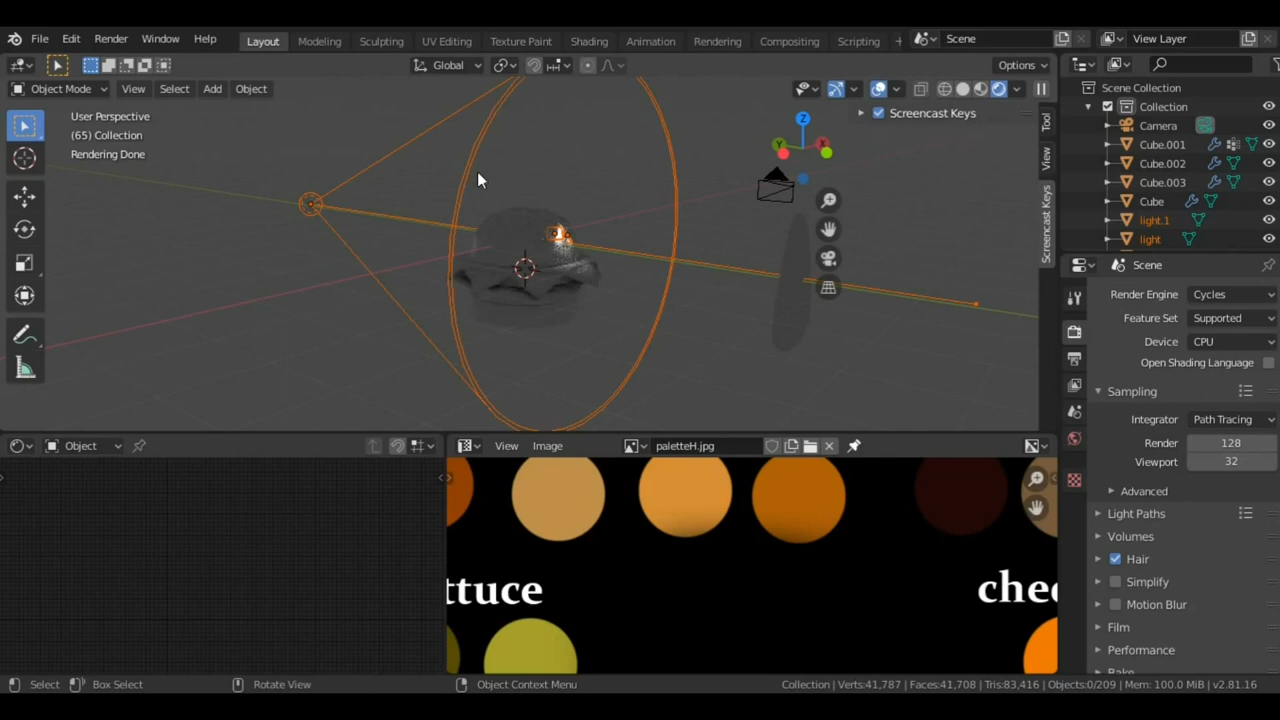 File Edit Render Window Help Layout Modeling Sculpting UV Editing Texture Paint Shading Animation Rendering Compositing Scripting + Scene View Layer
Global Options
Object Mode View Select Add Object
User Perspective
(65) Collection
Rendering Done
Screencast Keys
Z
Y
X
Tool
View
Screencast Keys
Scene Collection
Collection
Camera
Cube.001
Cube.002
Cube.003
Cube
light.1
light
Scene
Render Engine Cycles
Feature Set Supported
Device CPU
Open Shading Language
Sampling
Integrator Path Tracing
Render 128
Viewport 32
Advanced
Light Paths
Volumes
Hair
Simplify
Motion Blur
Film
Performance
Object
View Image paletteH.jpg
ttuce
chee
Select Box Select Rotate View Object Context Menu Collection | Verts:41,787 | Faces:41,708 | Tris:83,416 | Objects:0/209 | Mem: 100.0 MiB | v2.81.16